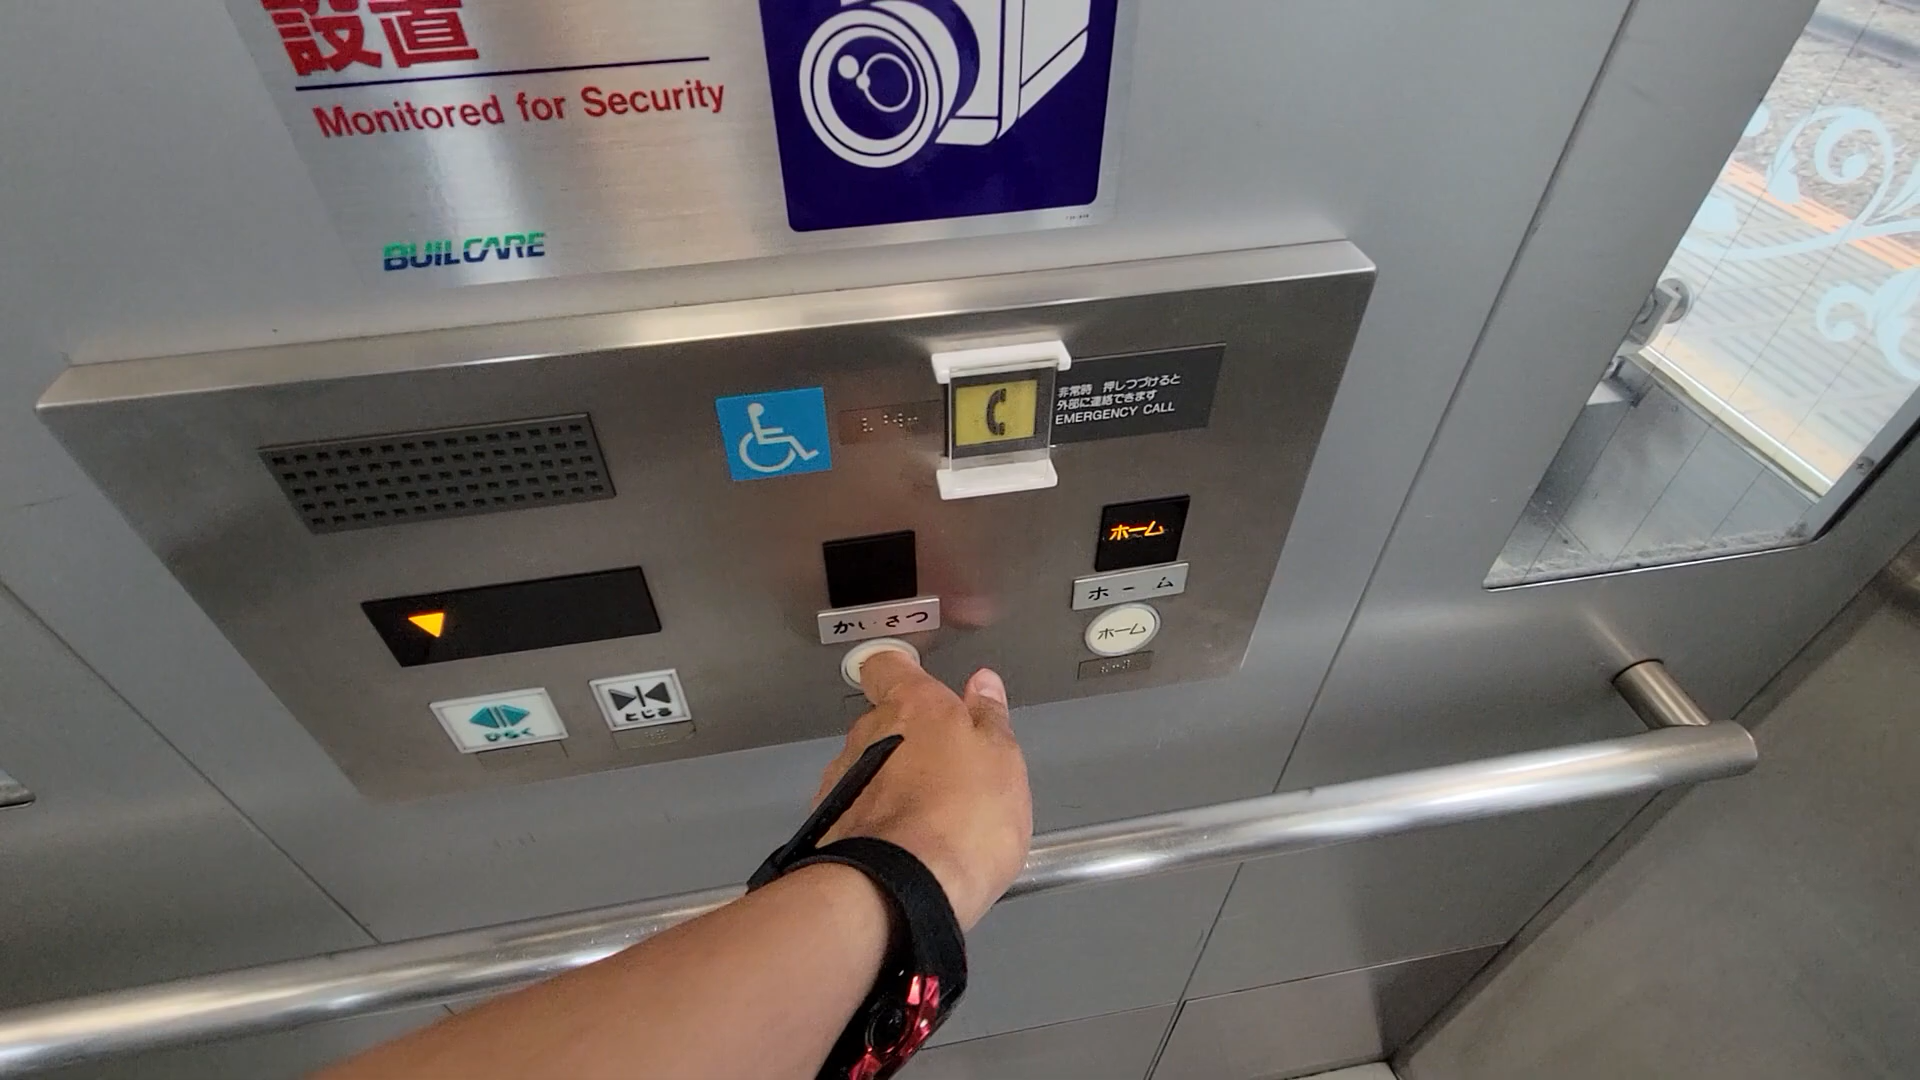 設置
Monitored for Security
BUILCARE
非常時 押しつづけると
外部に連絡できます
EMERGENCY CALL
ホーム
かいさつ
ホーム
ホーム
ひらく
とじる